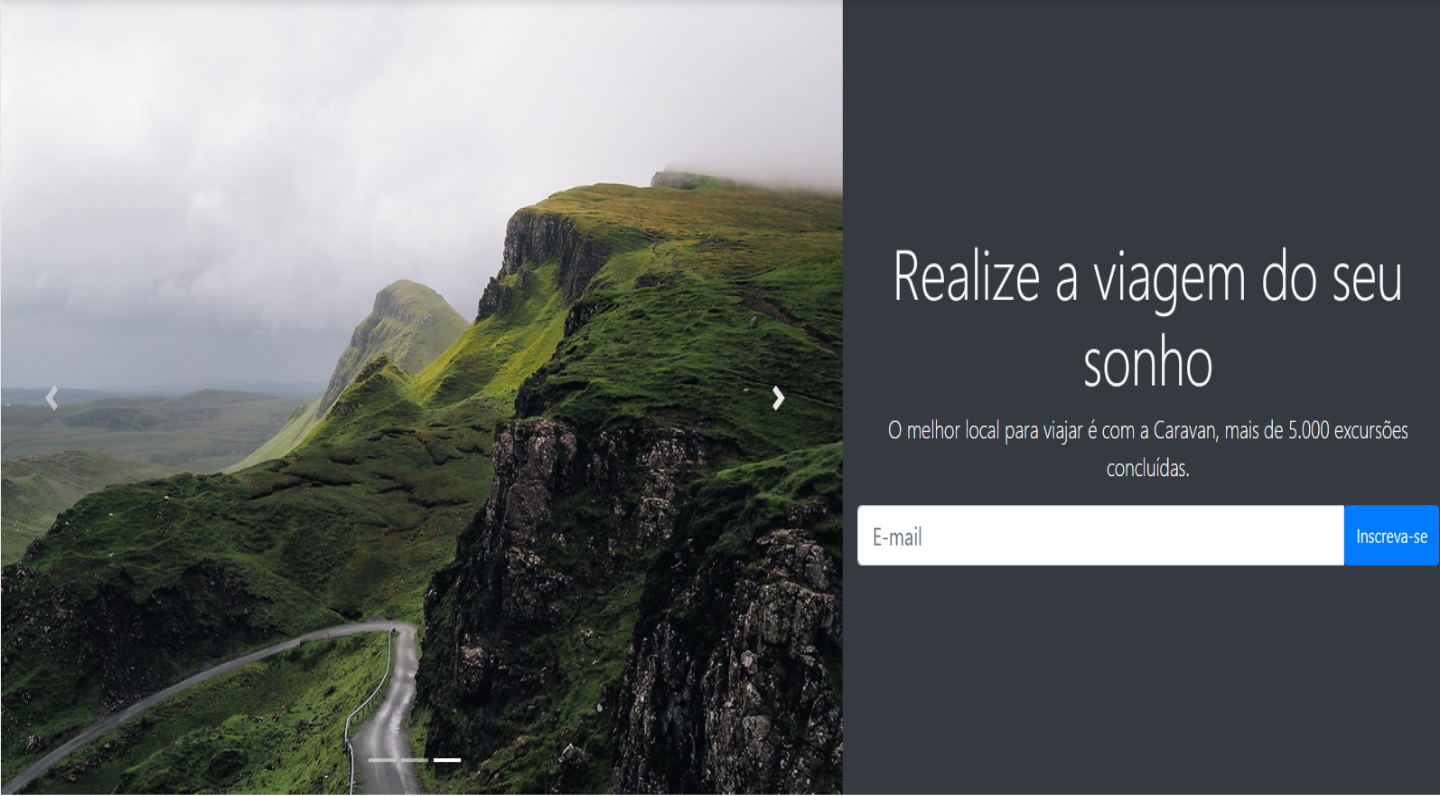 Realize a viagem do seu
sonho
O melhor local para viajar é com a Caravan, mais de 5.000 excursões
concluídas.
E-mail
Inscreva-se